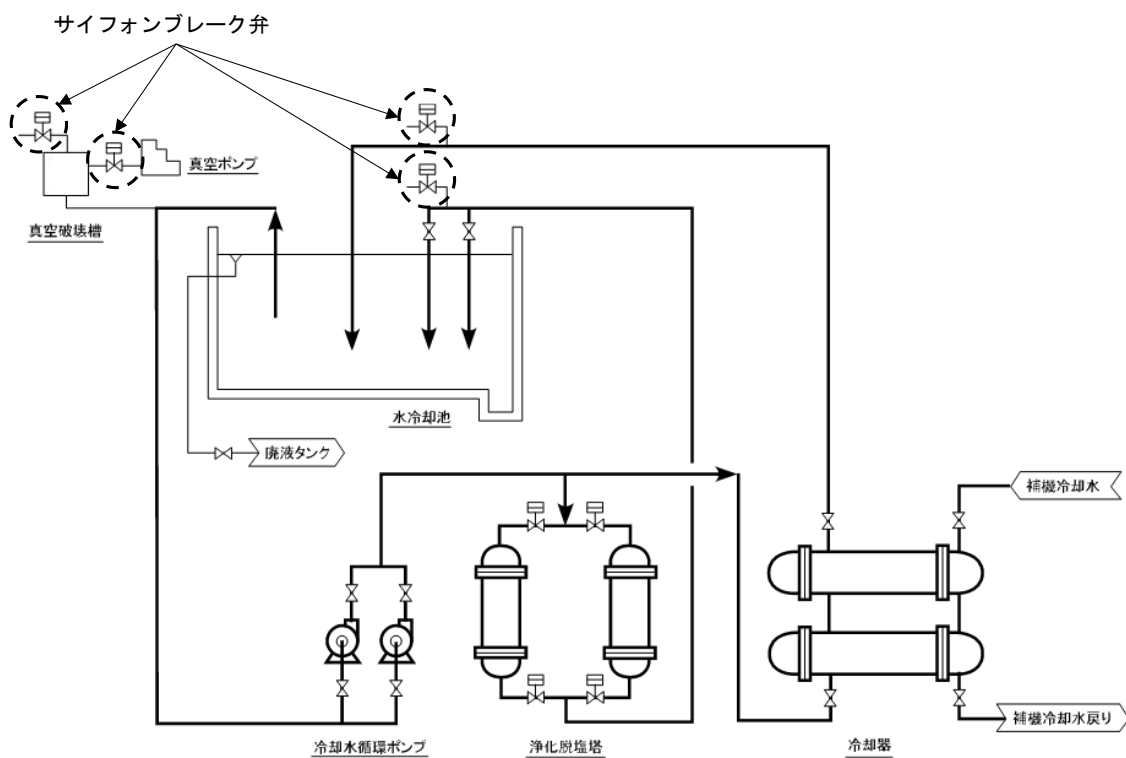 サイフォンブレーク弁
真空ポンプ
真空破壊槽
水冷却池
廃液タンク
補機冷却水
補機冷却水戻り
冷却水循環ポンプ
浄化脱塩塔
冷却器